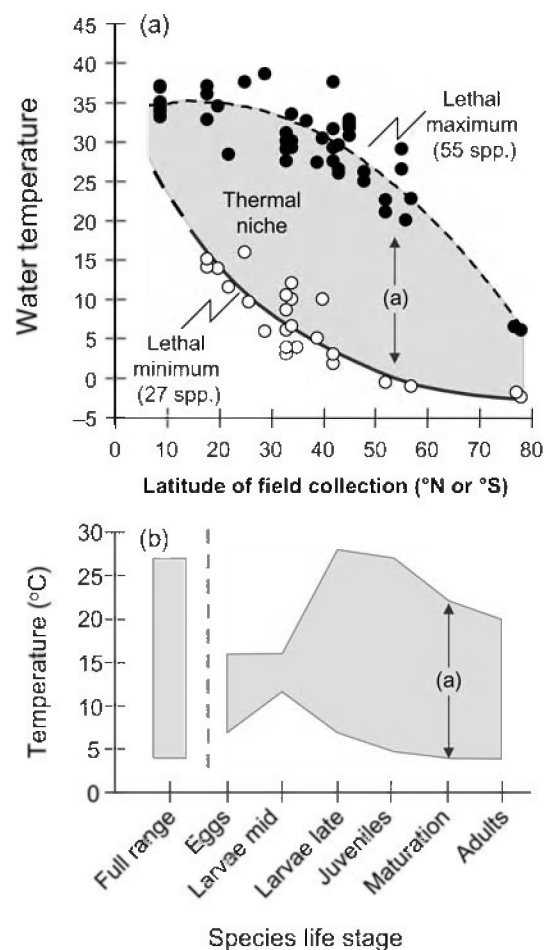 (a)
45
40
35
30
25
20
15
10
5
0
–5
Water temperature
Lethal
maximum
(55 spp.)
Thermal
niche
(a)
Lethal
minimum
(27 spp.)
0 10 20 30 40 50 60 70 80
Latitude of field collection (°N or °S)
(b)
30
25
20
15
10
5
0
Temperature (°C)
(a)
Full range
Eggs
Larvae mid
Larvae late
Juveniles
Maturation
Adults
Species life stage